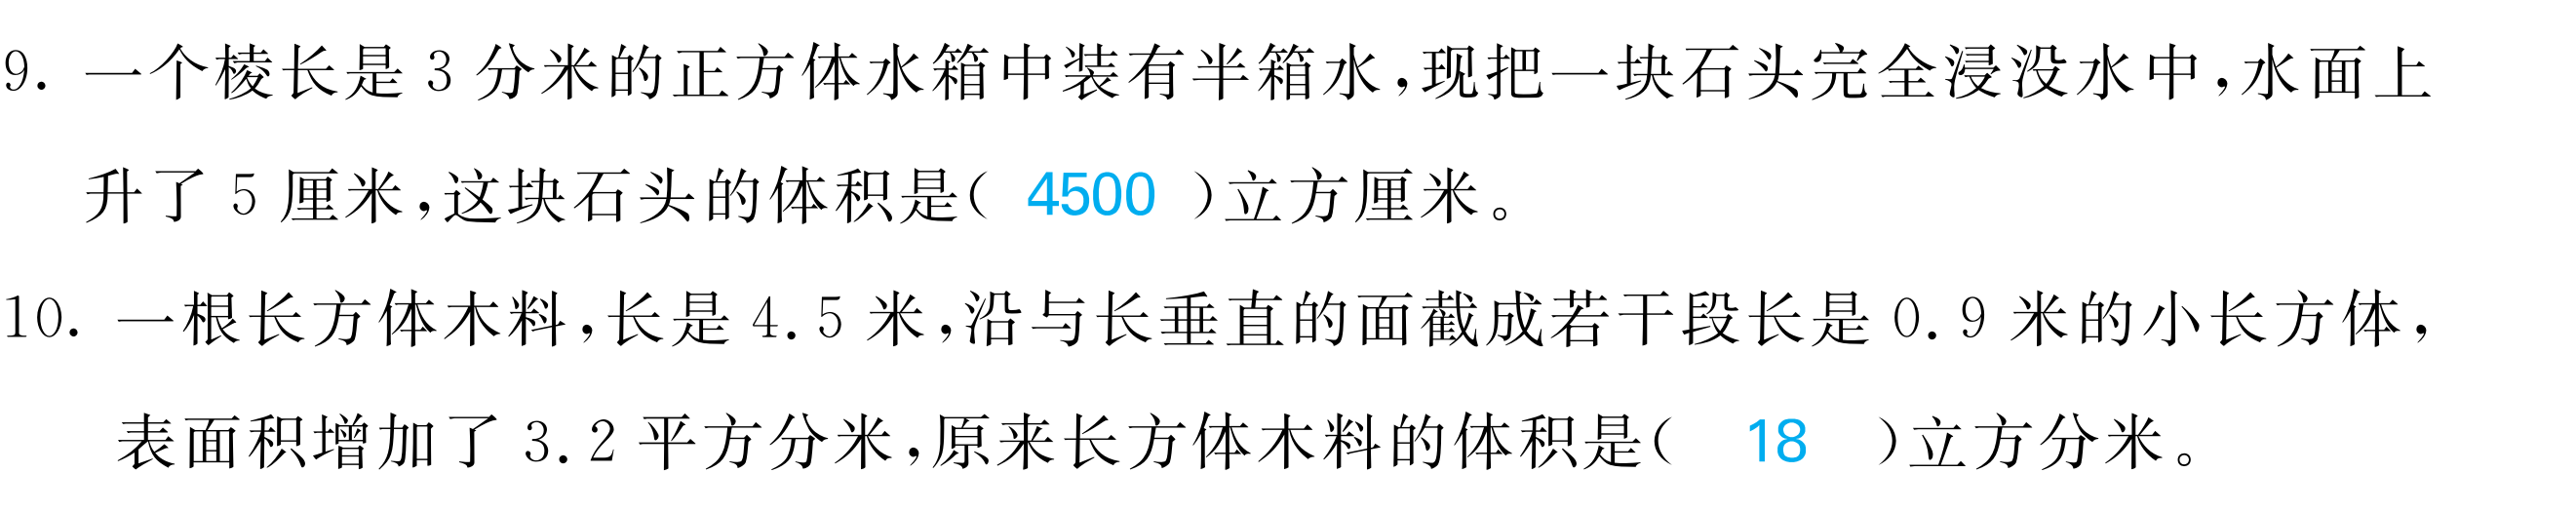 9. 一个棱长是 3 分米的正方体水箱中装有半箱水,现把一块石头完全浸没水中,水面上
升了 5 厘米,这块石头的体积是( 4500 )立方厘米。
10. 一根长方体木料,长是 4.5 米,沿与长垂直的面截成若干段长是 0.9 米的小长方体,
表面积增加了 3.2 平方分米,原来长方体木料的体积是( 18 )立方分米。